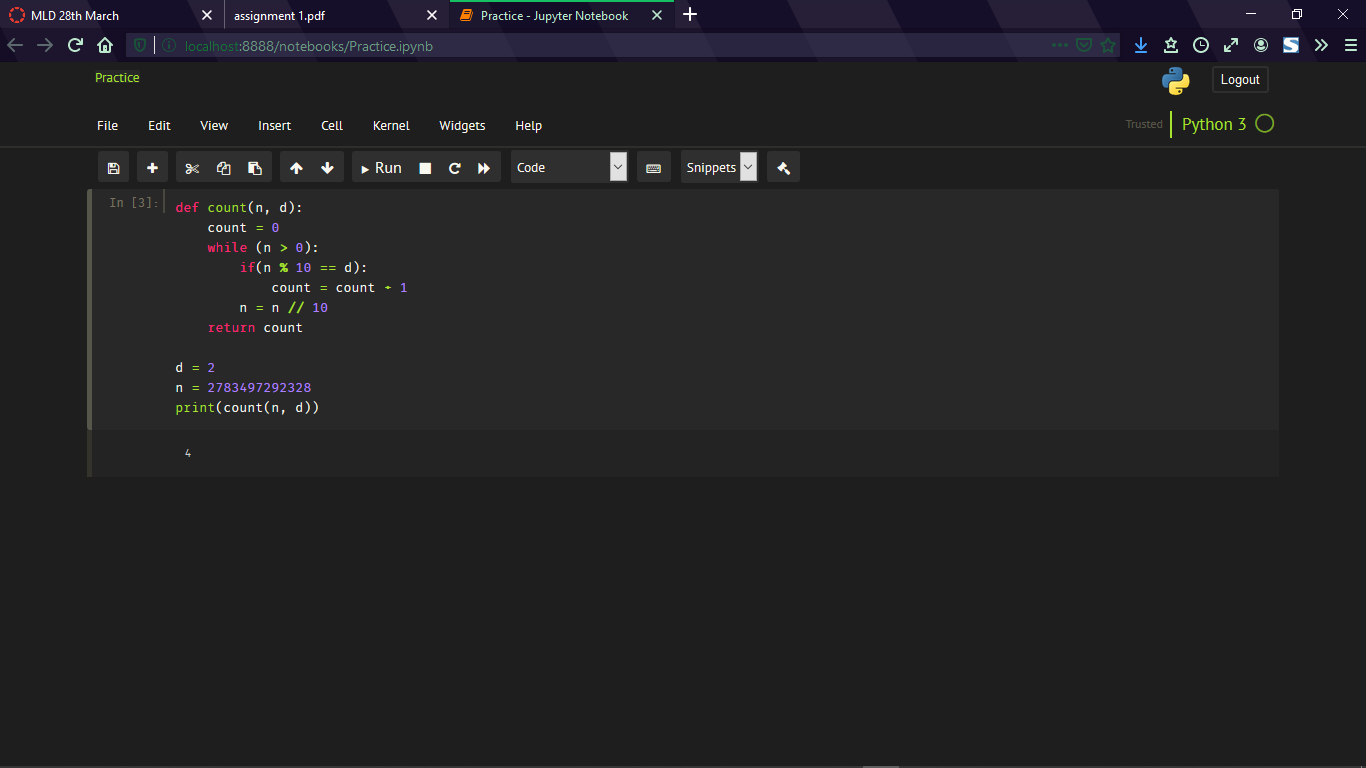 MLD 28th March
assignment 1.pdf
Practice - Jupyter Notebook
localhost:8888/notebooks/Practice.ipynb
Practice
Logout
File Edit View Insert Cell Kernel Widgets Help
Trusted
Python 3
Run
Code
Snippets
In [3]:
def count(n, d):
    count = 0
    while (n > 0):
        if(n % 10 == d):
            count = count + 1
        n = n // 10
    return count
d = 2
n = 2783497292328
print(count(n, d))
4